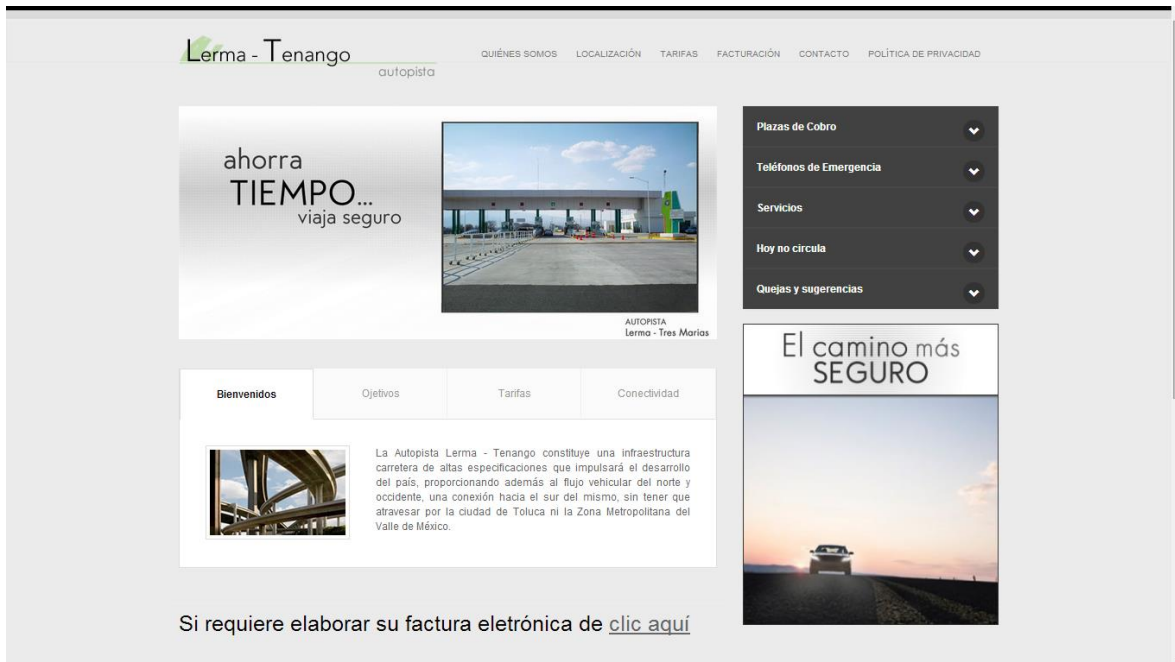 Lerma - Tenango
autopista
QUIÉNES SOMOS LOCALIZACIÓN TARIFAS FACTURACIÓN CONTACTO POLÍTICA DE PRIVACIDAD
ahorra
TIEMPO...
viaja seguro
AUTOPISTA
Lerma - Tres Marias
Plazas de Cobro
Teléfonos de Emergencia
Servicios
Hoy no circula
Quejas y sugerencias
El camino más
SEGURO
Bienvenidos Ojetivos Tarifas Conectividad
La Autopista Lerma - Tenango constituye una infraestructura
carretera de altas especificaciones que impulsará el desarrollo
del país, proporcionando además al flujo vehicular del norte y
occidente, una conexión hacia el sur del mismo, sin tener que
atravesar por la ciudad de Toluca ni la Zona Metropolitana del
Valle de México.
Si requiere elaborar su factura eletrónica de clic aquí